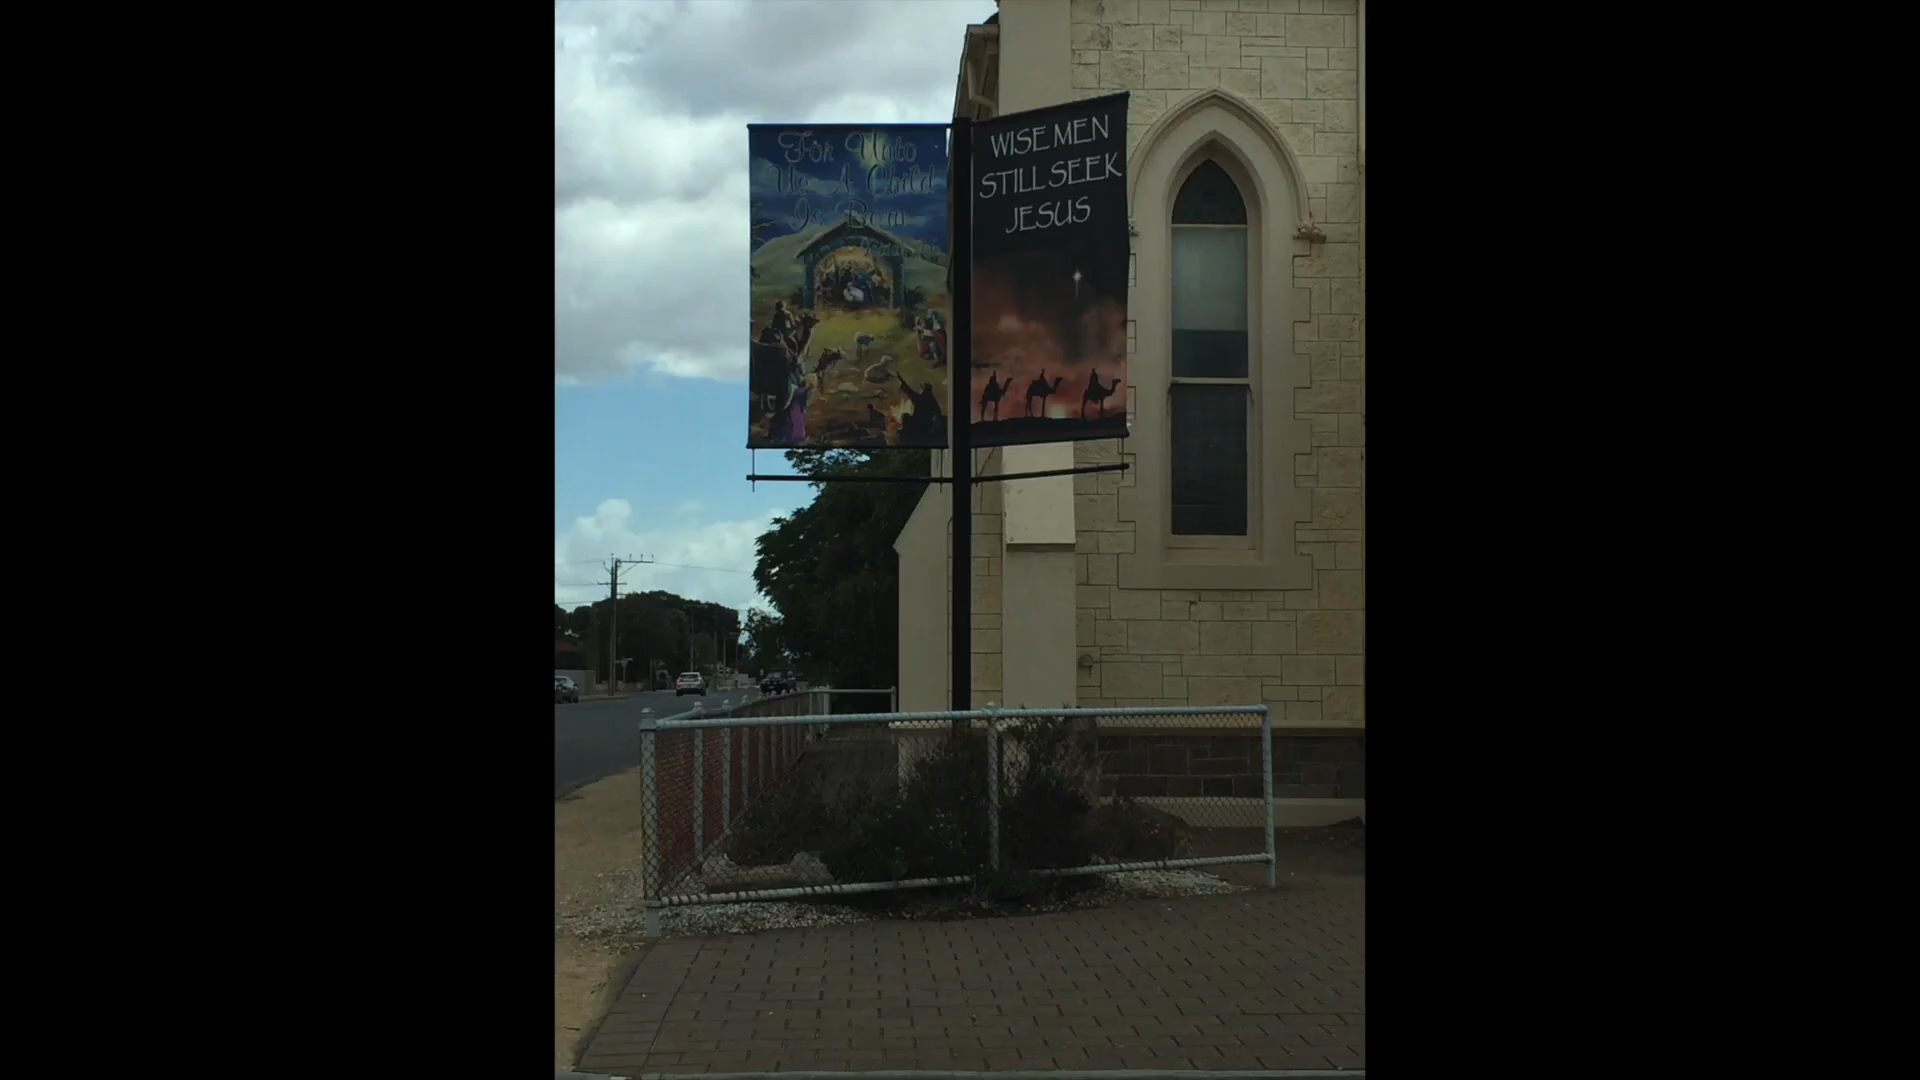 For Unto
Us A Child
Is Born
WISE MEN
STILL SEEK
JESUS